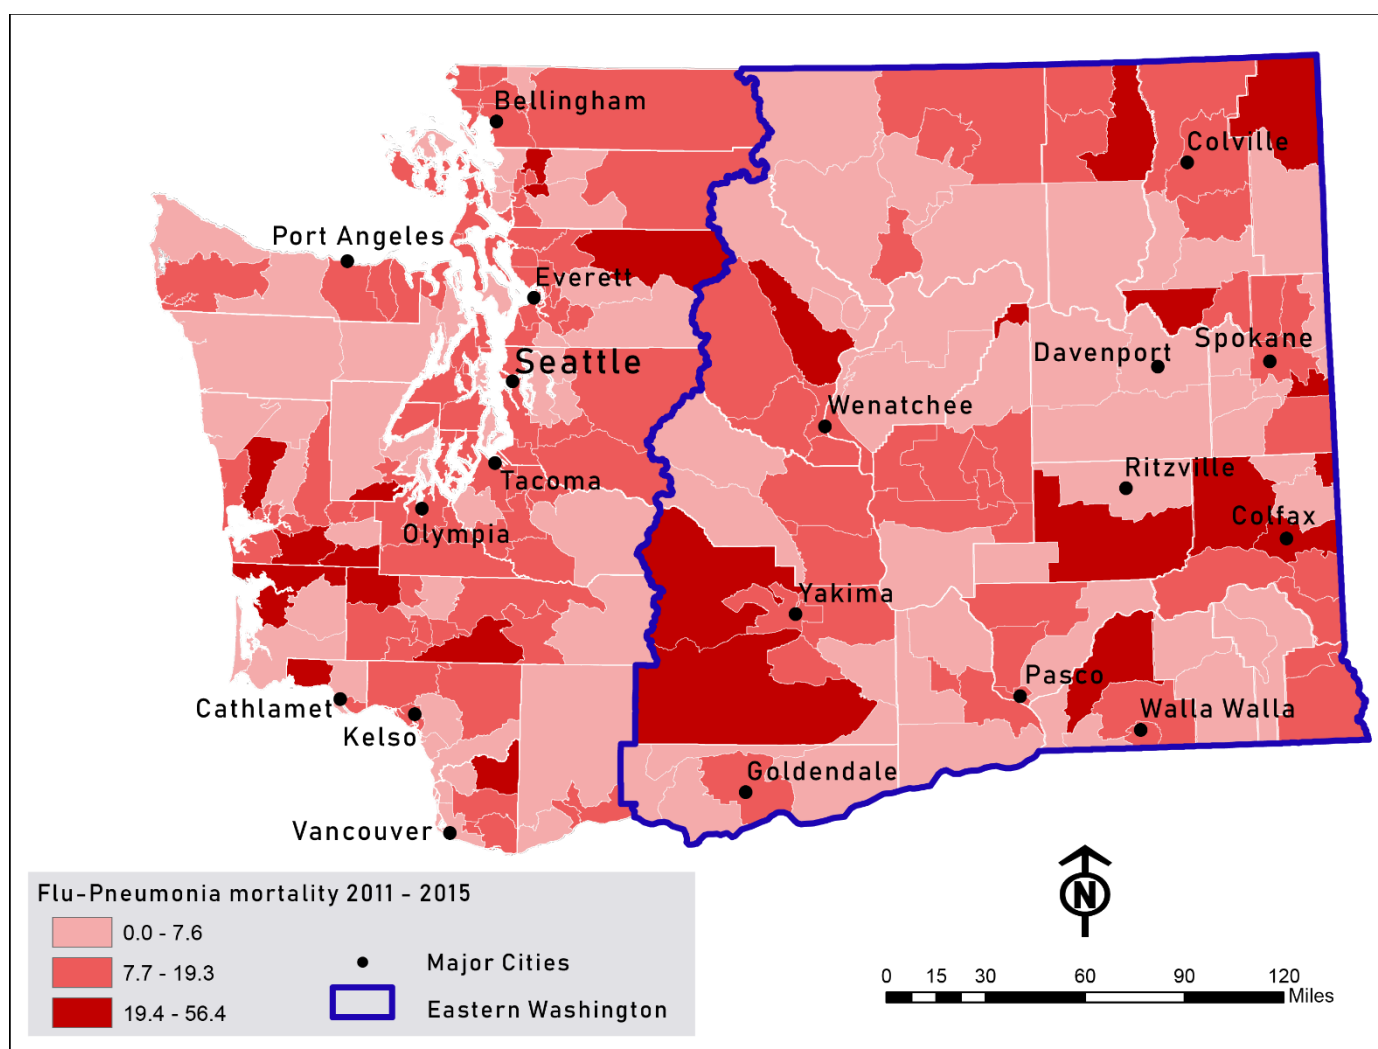 Bellingham
Colville
Port Angeles
Everett
Seattle
Davenport
Spokane
Wenatchee
Ritzville
Tacoma
Colfax
Olympia
Yakima
Pasco
Cathlamet
Walla Walla
Kelso
Goldendale
Vancouver
Flu-Pneumonia mortality 2011 - 2015
0.0 - 7.6
7.7 - 19.3
19.4 - 56.4
Major Cities
Eastern Washington
N
0 15 30 60 90 120
Miles